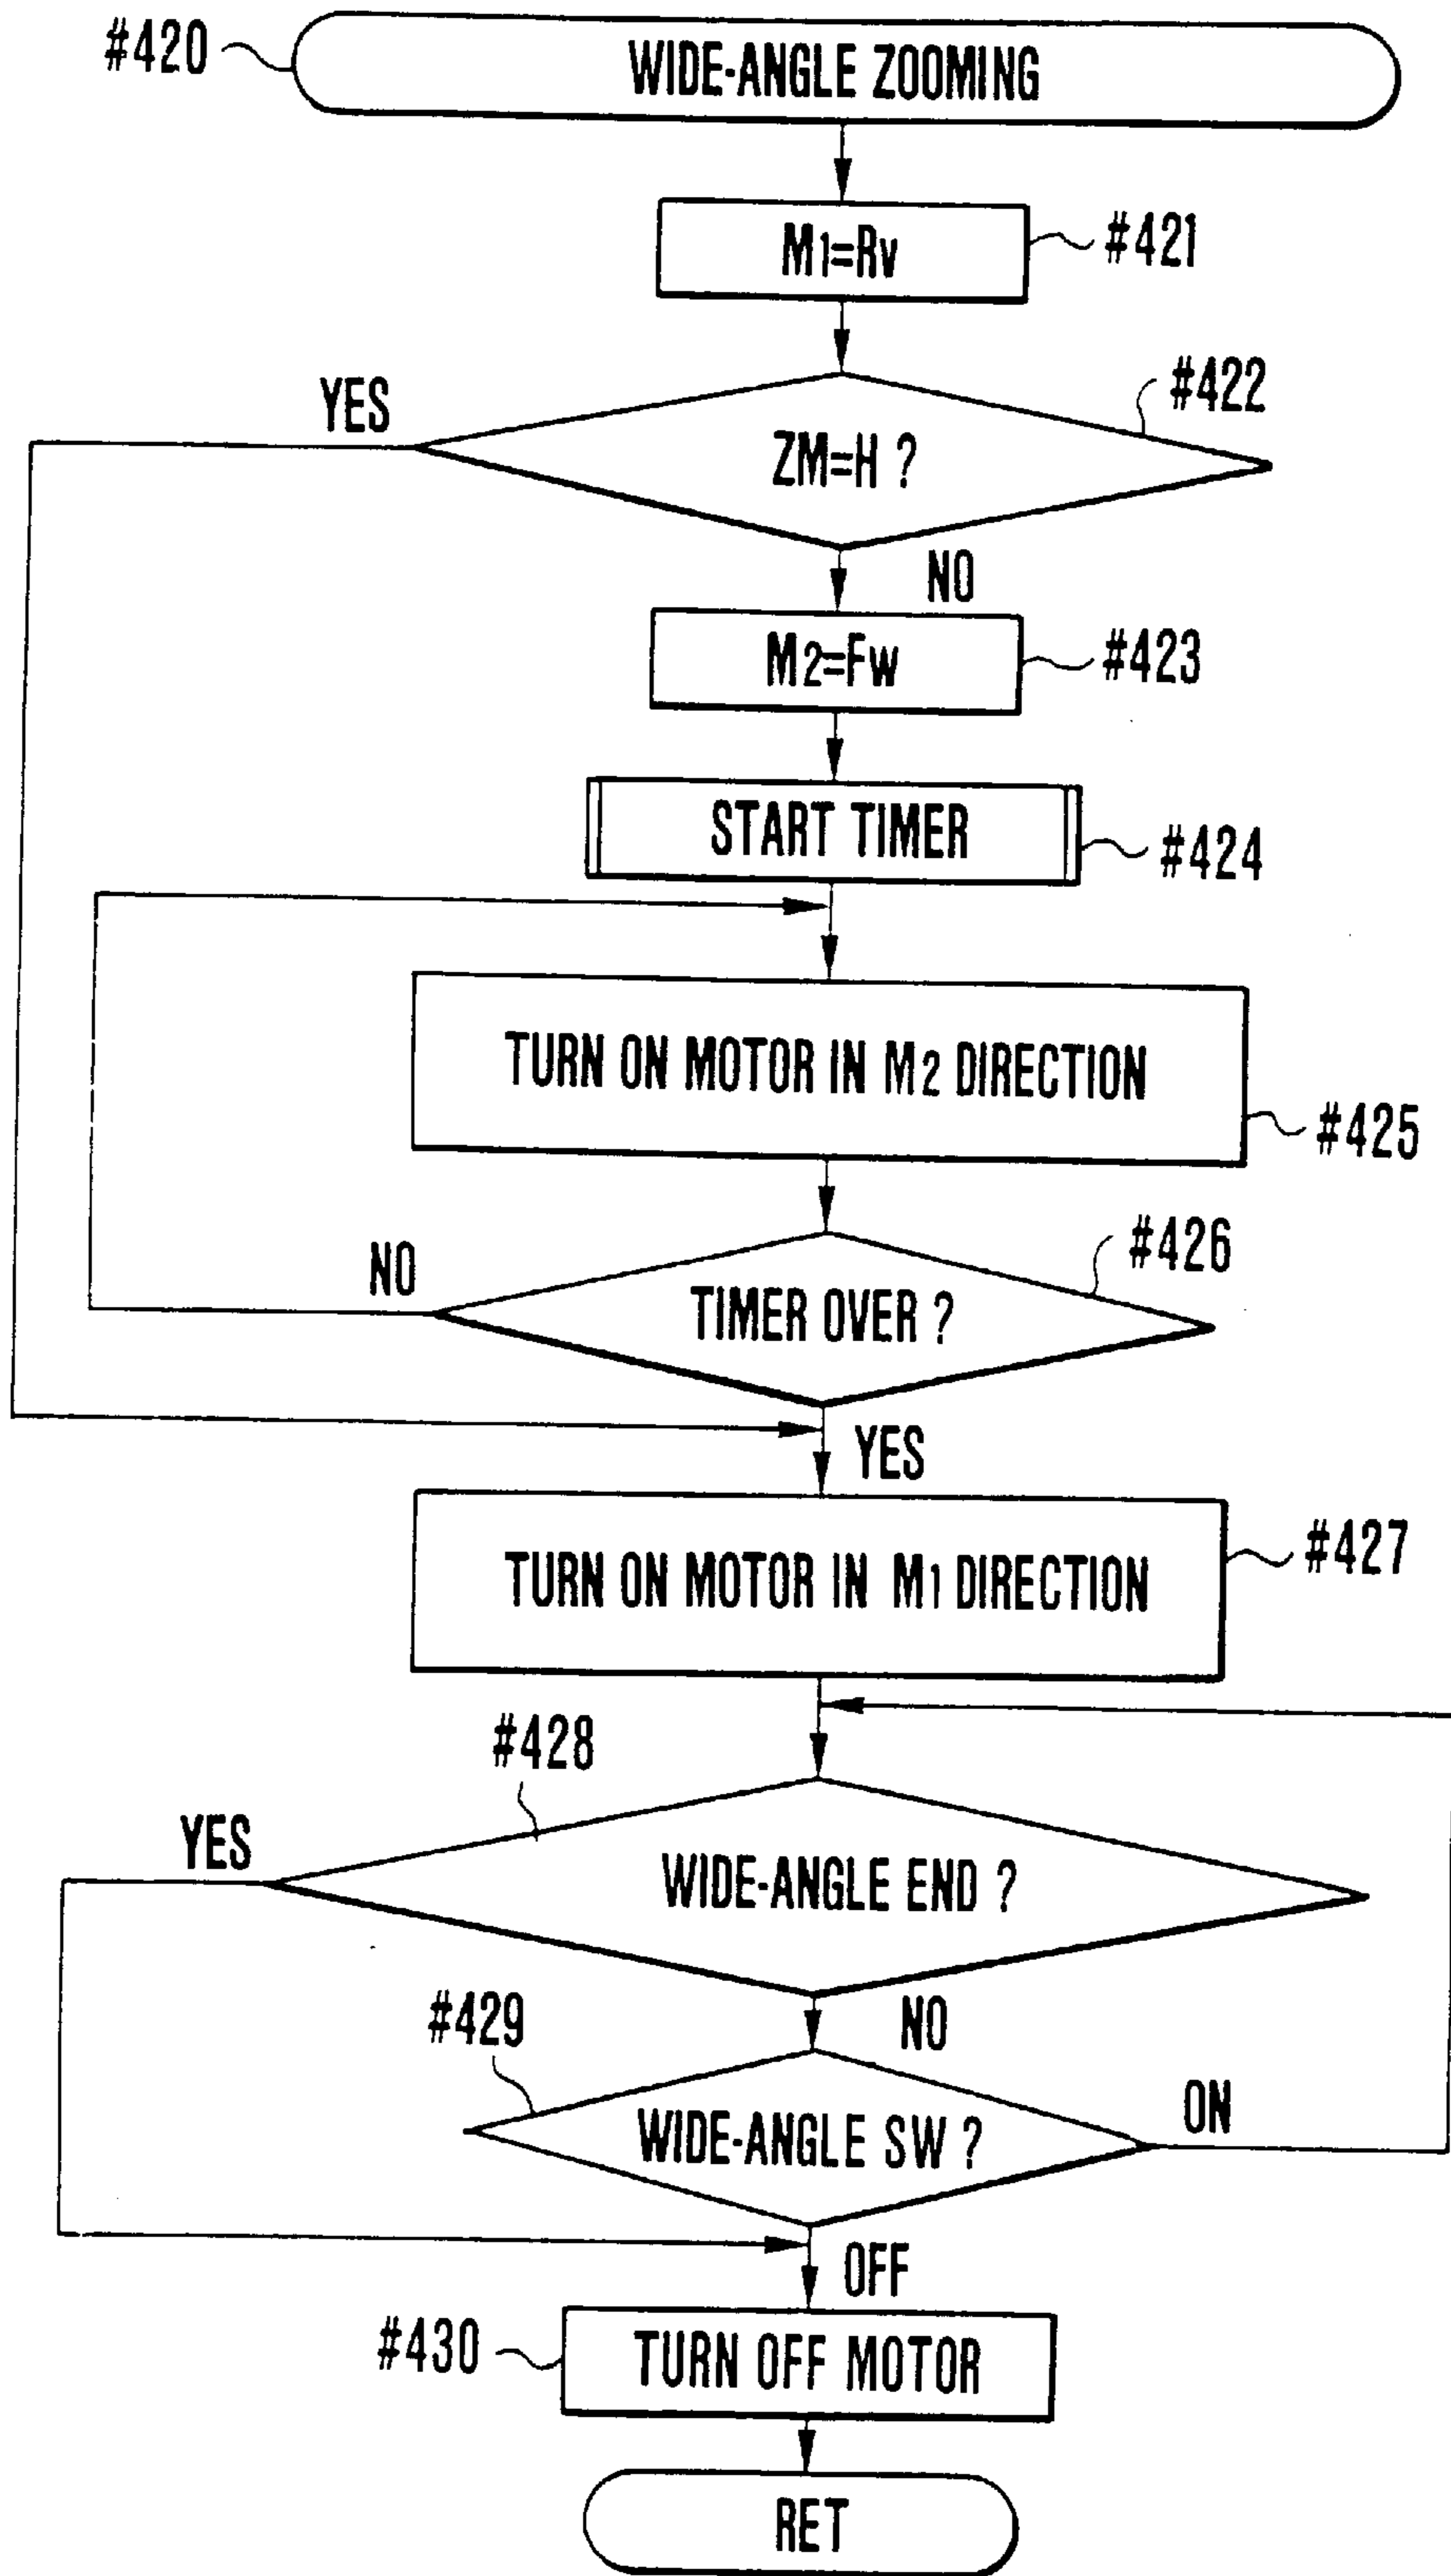 #420
WIDE-ANGLE ZOOMING
M1=Rv
#421
#422
YES
ZM=H ?
NO
M2=FW
#423
START TIMER
#424
TURN ON MOTOR IN M2 DIRECTION
#425
#426
NO
TIMER OVER ?
YES
TURN ON MOTOR IN M1 DIRECTION
#427
#428
YES
WIDE-ANGLE END ?
NO
#429
WIDE-ANGLE SW ?
ON
OFF
#430
TURN OFF MOTOR
RET